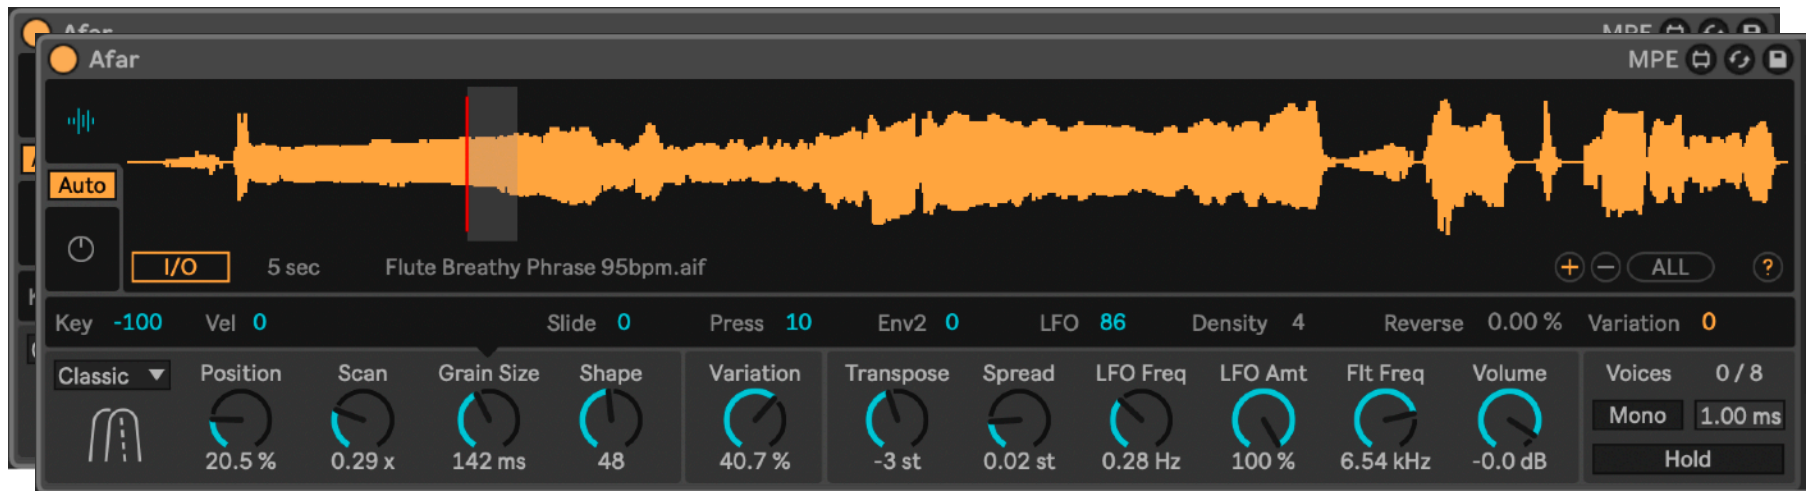 Afar MPE
Afar MPE
Auto
I/O 5 sec Flute Breathy Phrase 95bpm.aif + − ALL ?
Key -100 Vel 0 Slide 0 Press 10 Env2 0 LFO 86 Density 4 Reverse 0.00 % Variation 0
Classic Position Scan Grain Size Shape Variation Transpose Spread LFO Freq LFO Amt Flt Freq Volume Voices 0 / 8
Mono 1.00 ms
20.5 % 0.29 x 142 ms 48 40.7 % -3 st 0.02 st 0.28 Hz 100 % 6.54 kHz -0.0 dB Hold